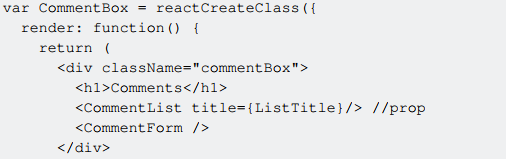 var CommentBox = reactCreateClass({
  render: function() {
    return (
      <div className="commentBox">
        <h1>Comments</h1>
        <CommentList title={ListTitle}/> //prop
        <CommentForm />
      </div>